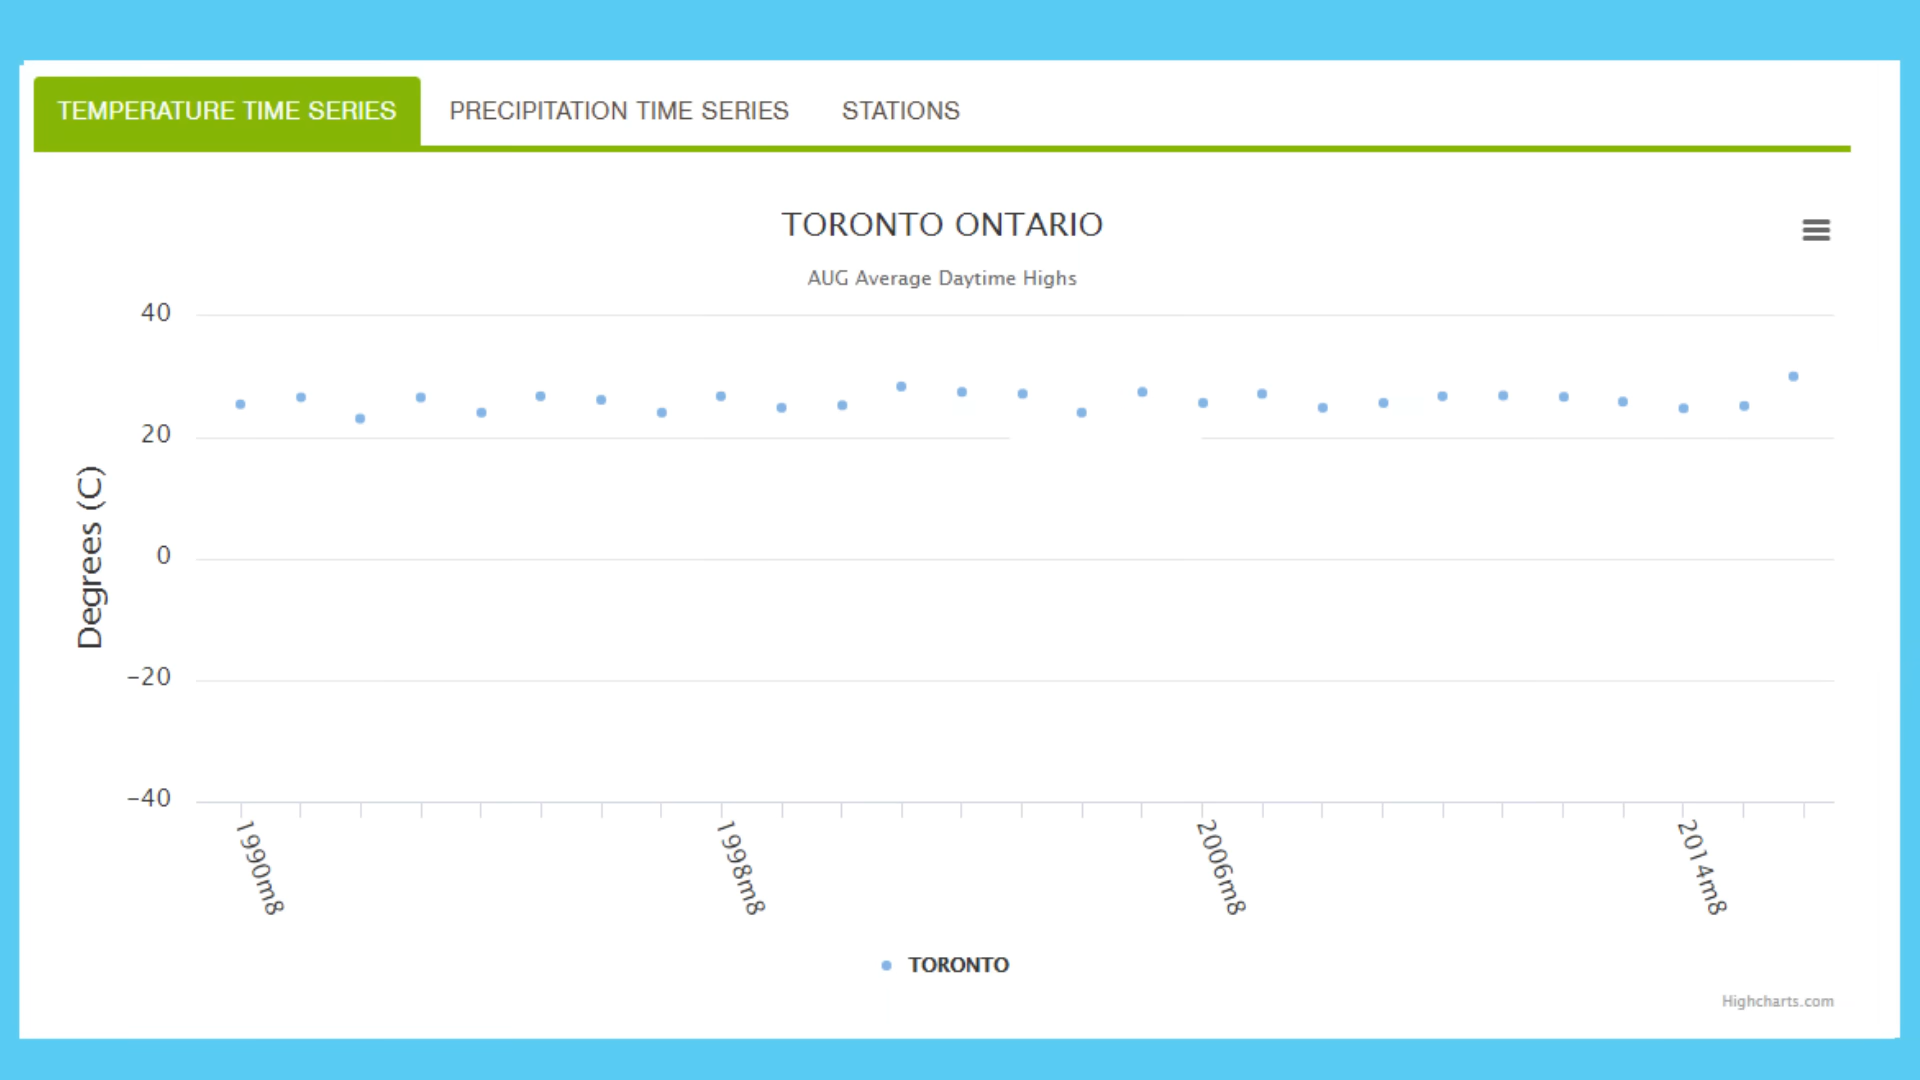 TEMPERATURE TIME SERIES PRECIPITATION TIME SERIES STATIONS
TORONTO ONTARIO
AUG Average Daytime Highs
40
20
0
−20
−40
Degrees (C)
1990m8 1998m8 2006m8 2014m8
TORONTO
Highcharts.com